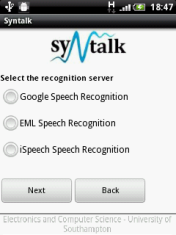 H
18:47
Syntalk
syNtalk
Select the recognition server
Google Speech Recognition
EML Speech Recognition
iSpeech Speech Recognition
Next Back
Electronics and Computer Science - University of
Southampton